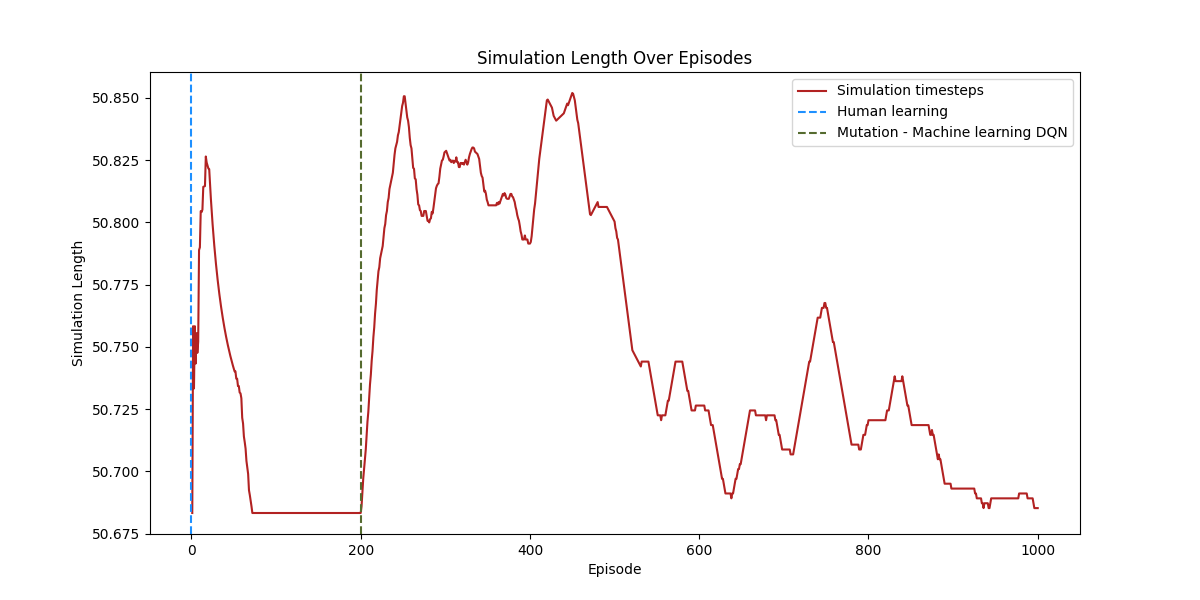 Simulation Length Over Episodes
Simulation timesteps
Human learning
Mutation - Machine learning DQN
Simulation Length
50.850
50.825
50.800
50.775
50.750
50.725
50.700
50.675
0 200 400 600 800 1000
Episode